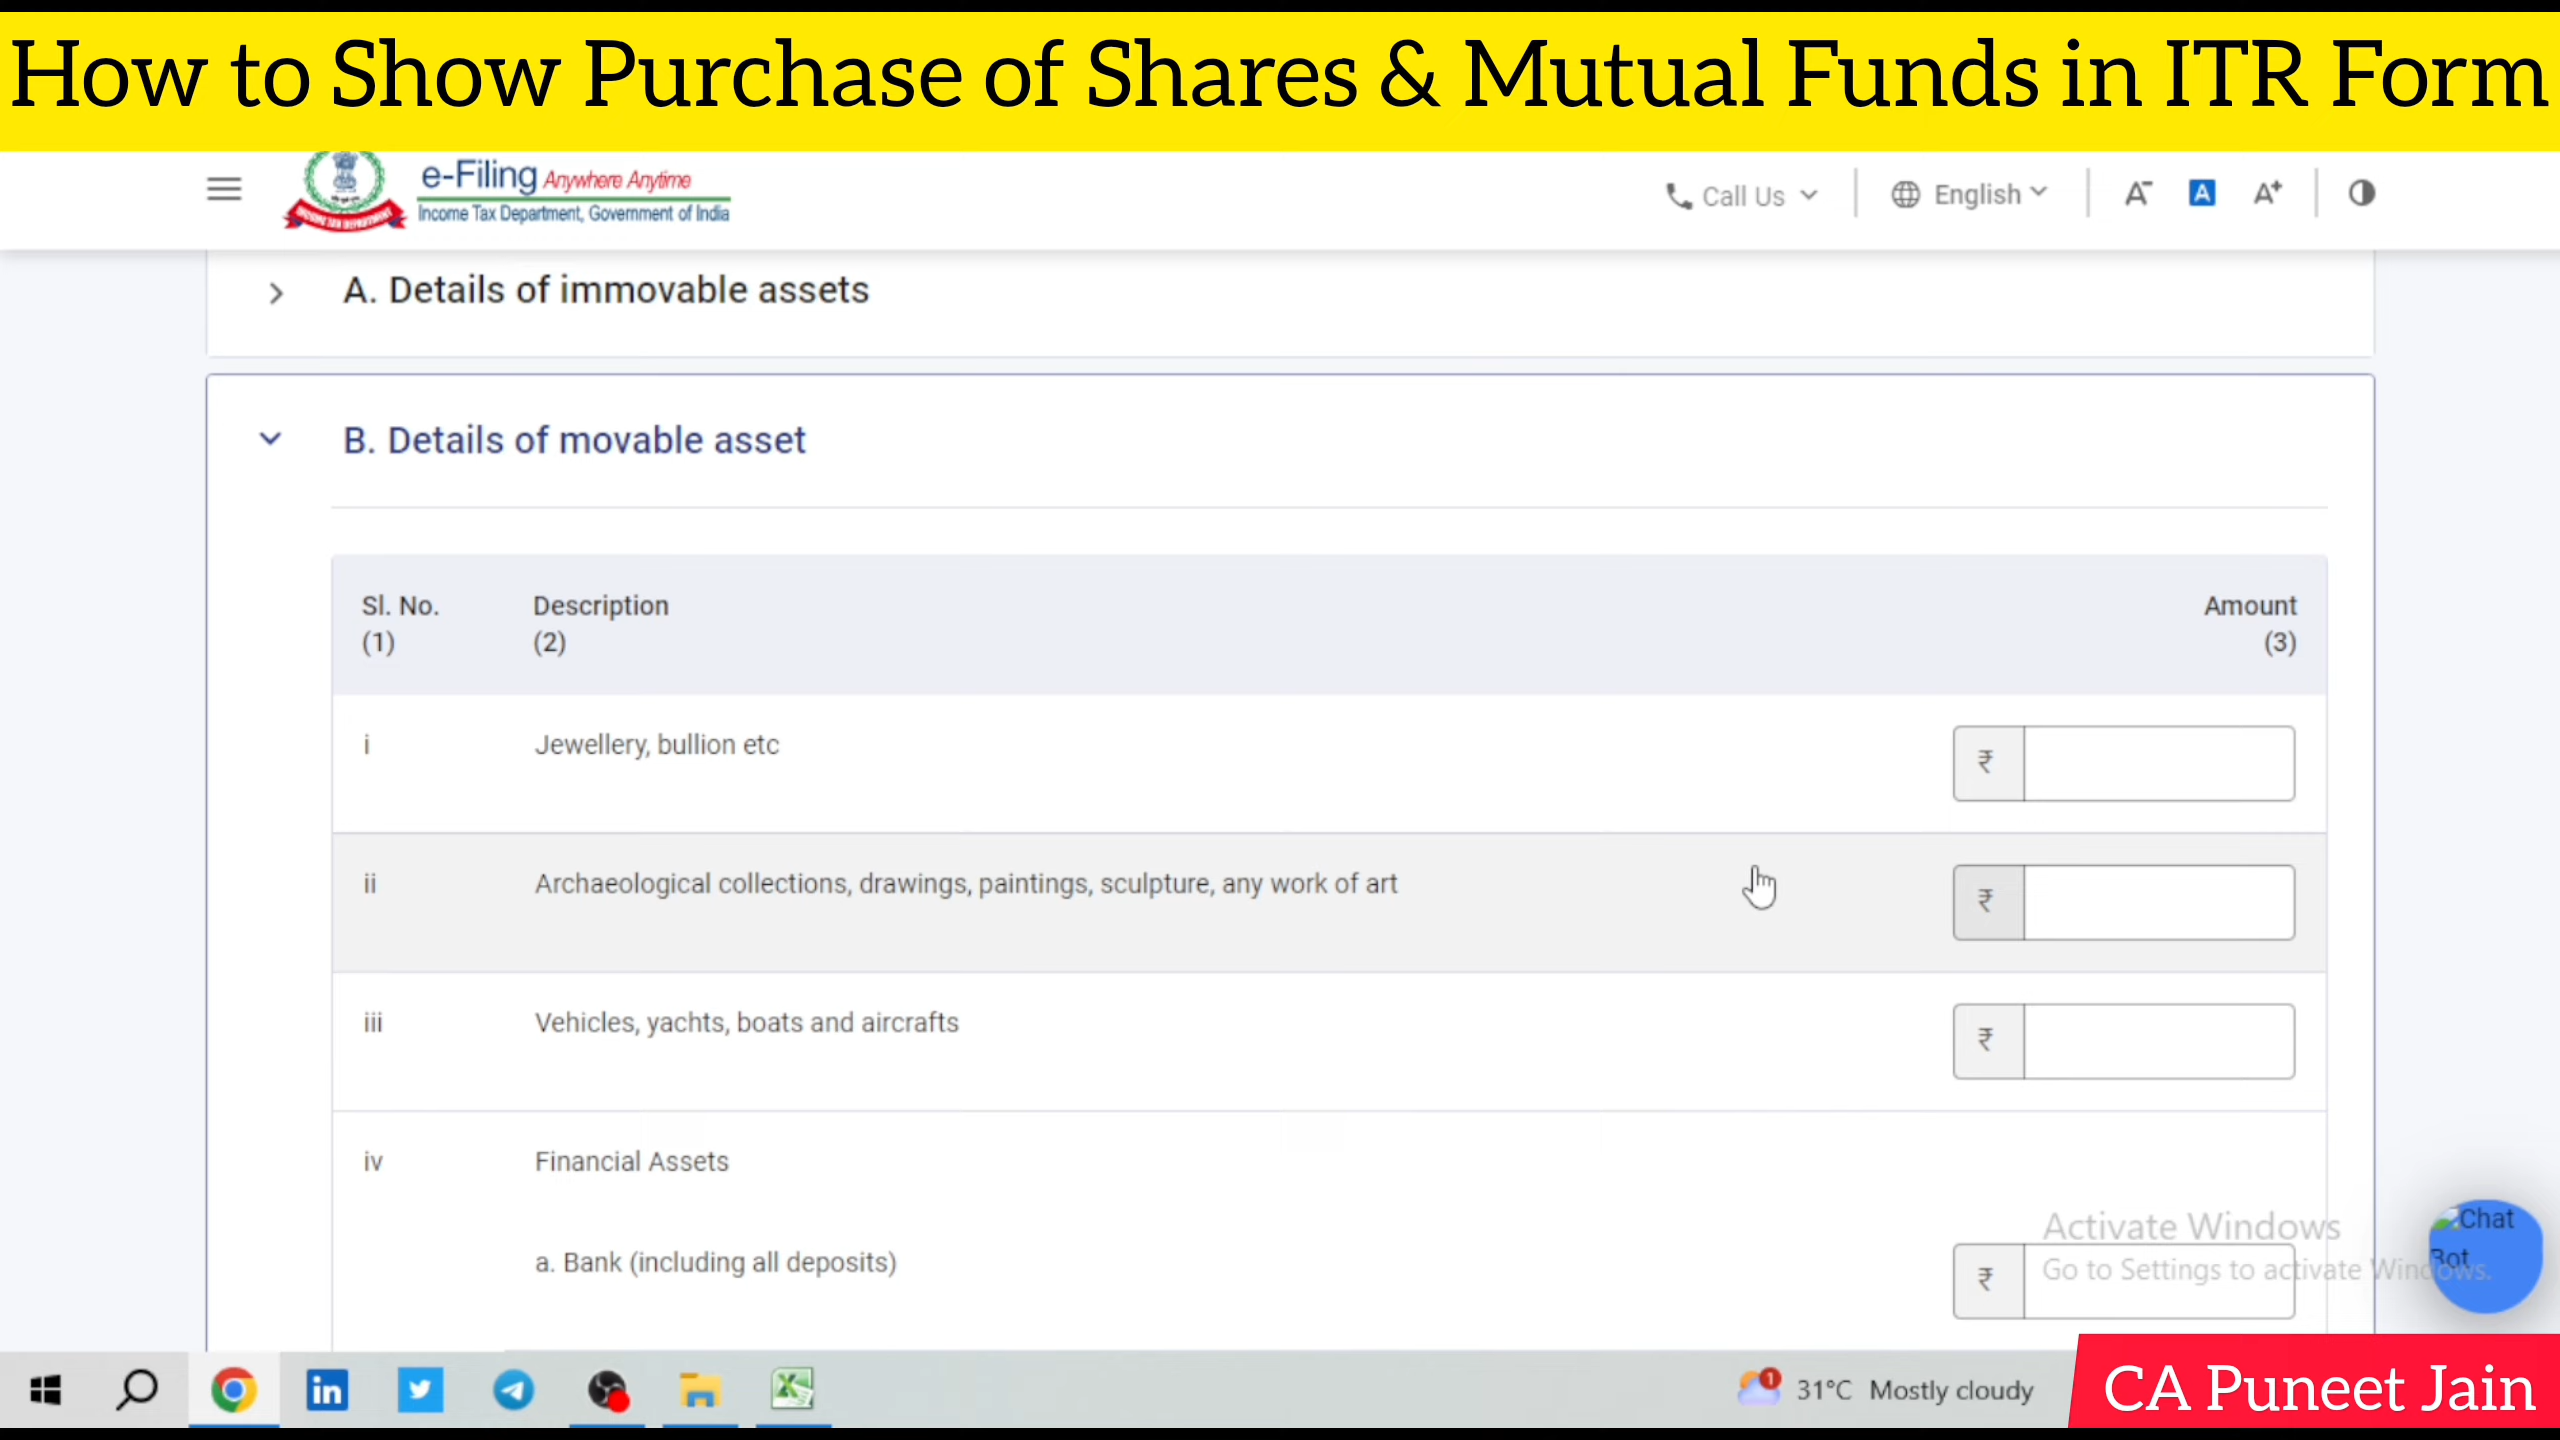 How to Show Purchase of Shares & Mutual Funds in ITR Form
e-Filing Anywhere Anytime
Income Tax Department, Government of India
Call Us
English
A- A A+
A. Details of immovable assets
B. Details of movable asset
Sl. No. Description Amount
(1) (2) (3)
i Jewellery, bullion etc ₹
ii Archaeological collections, drawings, paintings, sculpture, any work of art ₹
iii Vehicles, yachts, boats and aircrafts ₹
iv Financial Assets
a. Bank (including all deposits) ₹
Activate Windows
Go to Settings to activate Windows.
Chat
Bot
in
1
31°C Mostly cloudy
CA Puneet Jain